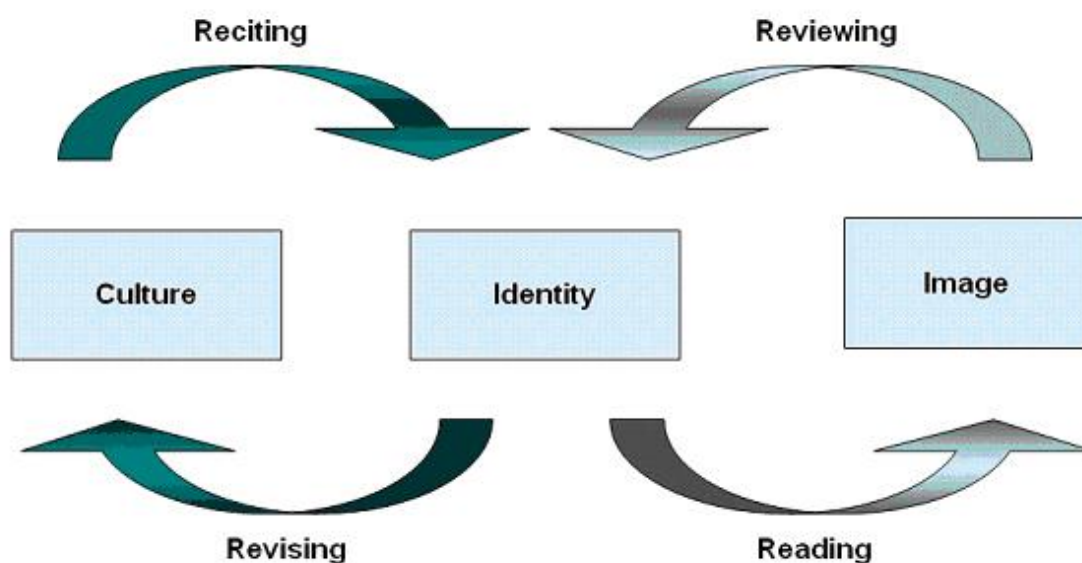 Reciting
Reviewing
Culture
Identity
Image
Revising
Reading